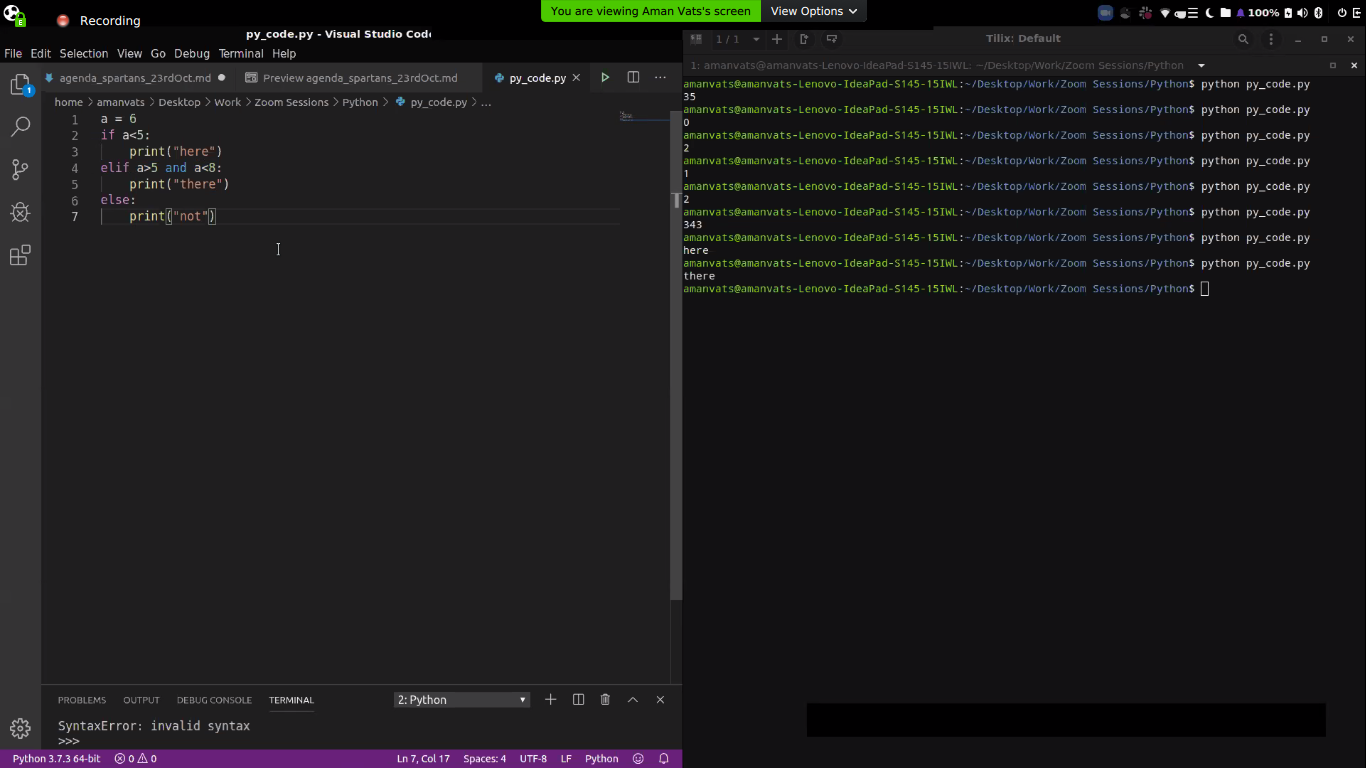 You are viewing Aman Vats's screen View Options
Recording
100%
py_code.py - Visual Studio Code
File Edit Selection View Go Debug Terminal Help
agenda_spartans_23rdOct.md Preview agenda_spartans_23rdOct.md py_code.py
home > amanvats > Desktop > Work > Zoom Sessions > Python > py_code.py > ...
1 a = 6
2 if a<5:
3 print("here")
4 elif a>5 and a<8:
5 print("there")
6 else:
7 print("not")
PROBLEMS OUTPUT DEBUG CONSOLE TERMINAL 2: Python
SyntaxError: invalid syntax
>>>
Python 3.7.3 64-bit 0 0 Ln 7, Col 17 Spaces: 4 UTF-8 LF Python
1 / 1 Tilix: Default
1: amanvats@amanvats-Lenovo-IdeaPad-S145-15IWL: ~/Desktop/Work/Zoom Sessions/Python
amanvats@amanvats-Lenovo-IdeaPad-S145-15IWL:~/Desktop/Work/Zoom Sessions/Python$ python py_code.py
35
amanvats@amanvats-Lenovo-IdeaPad-S145-15IWL:~/Desktop/Work/Zoom Sessions/Python$ python py_code.py
0
amanvats@amanvats-Lenovo-IdeaPad-S145-15IWL:~/Desktop/Work/Zoom Sessions/Python$ python py_code.py
2
amanvats@amanvats-Lenovo-IdeaPad-S145-15IWL:~/Desktop/Work/Zoom Sessions/Python$ python py_code.py
1
amanvats@amanvats-Lenovo-IdeaPad-S145-15IWL:~/Desktop/Work/Zoom Sessions/Python$ python py_code.py
2
amanvats@amanvats-Lenovo-IdeaPad-S145-15IWL:~/Desktop/Work/Zoom Sessions/Python$ python py_code.py
343
amanvats@amanvats-Lenovo-IdeaPad-S145-15IWL:~/Desktop/Work/Zoom Sessions/Python$ python py_code.py
here
amanvats@amanvats-Lenovo-IdeaPad-S145-15IWL:~/Desktop/Work/Zoom Sessions/Python$ python py_code.py
there
amanvats@amanvats-Lenovo-IdeaPad-S145-15IWL:~/Desktop/Work/Zoom Sessions/Python$